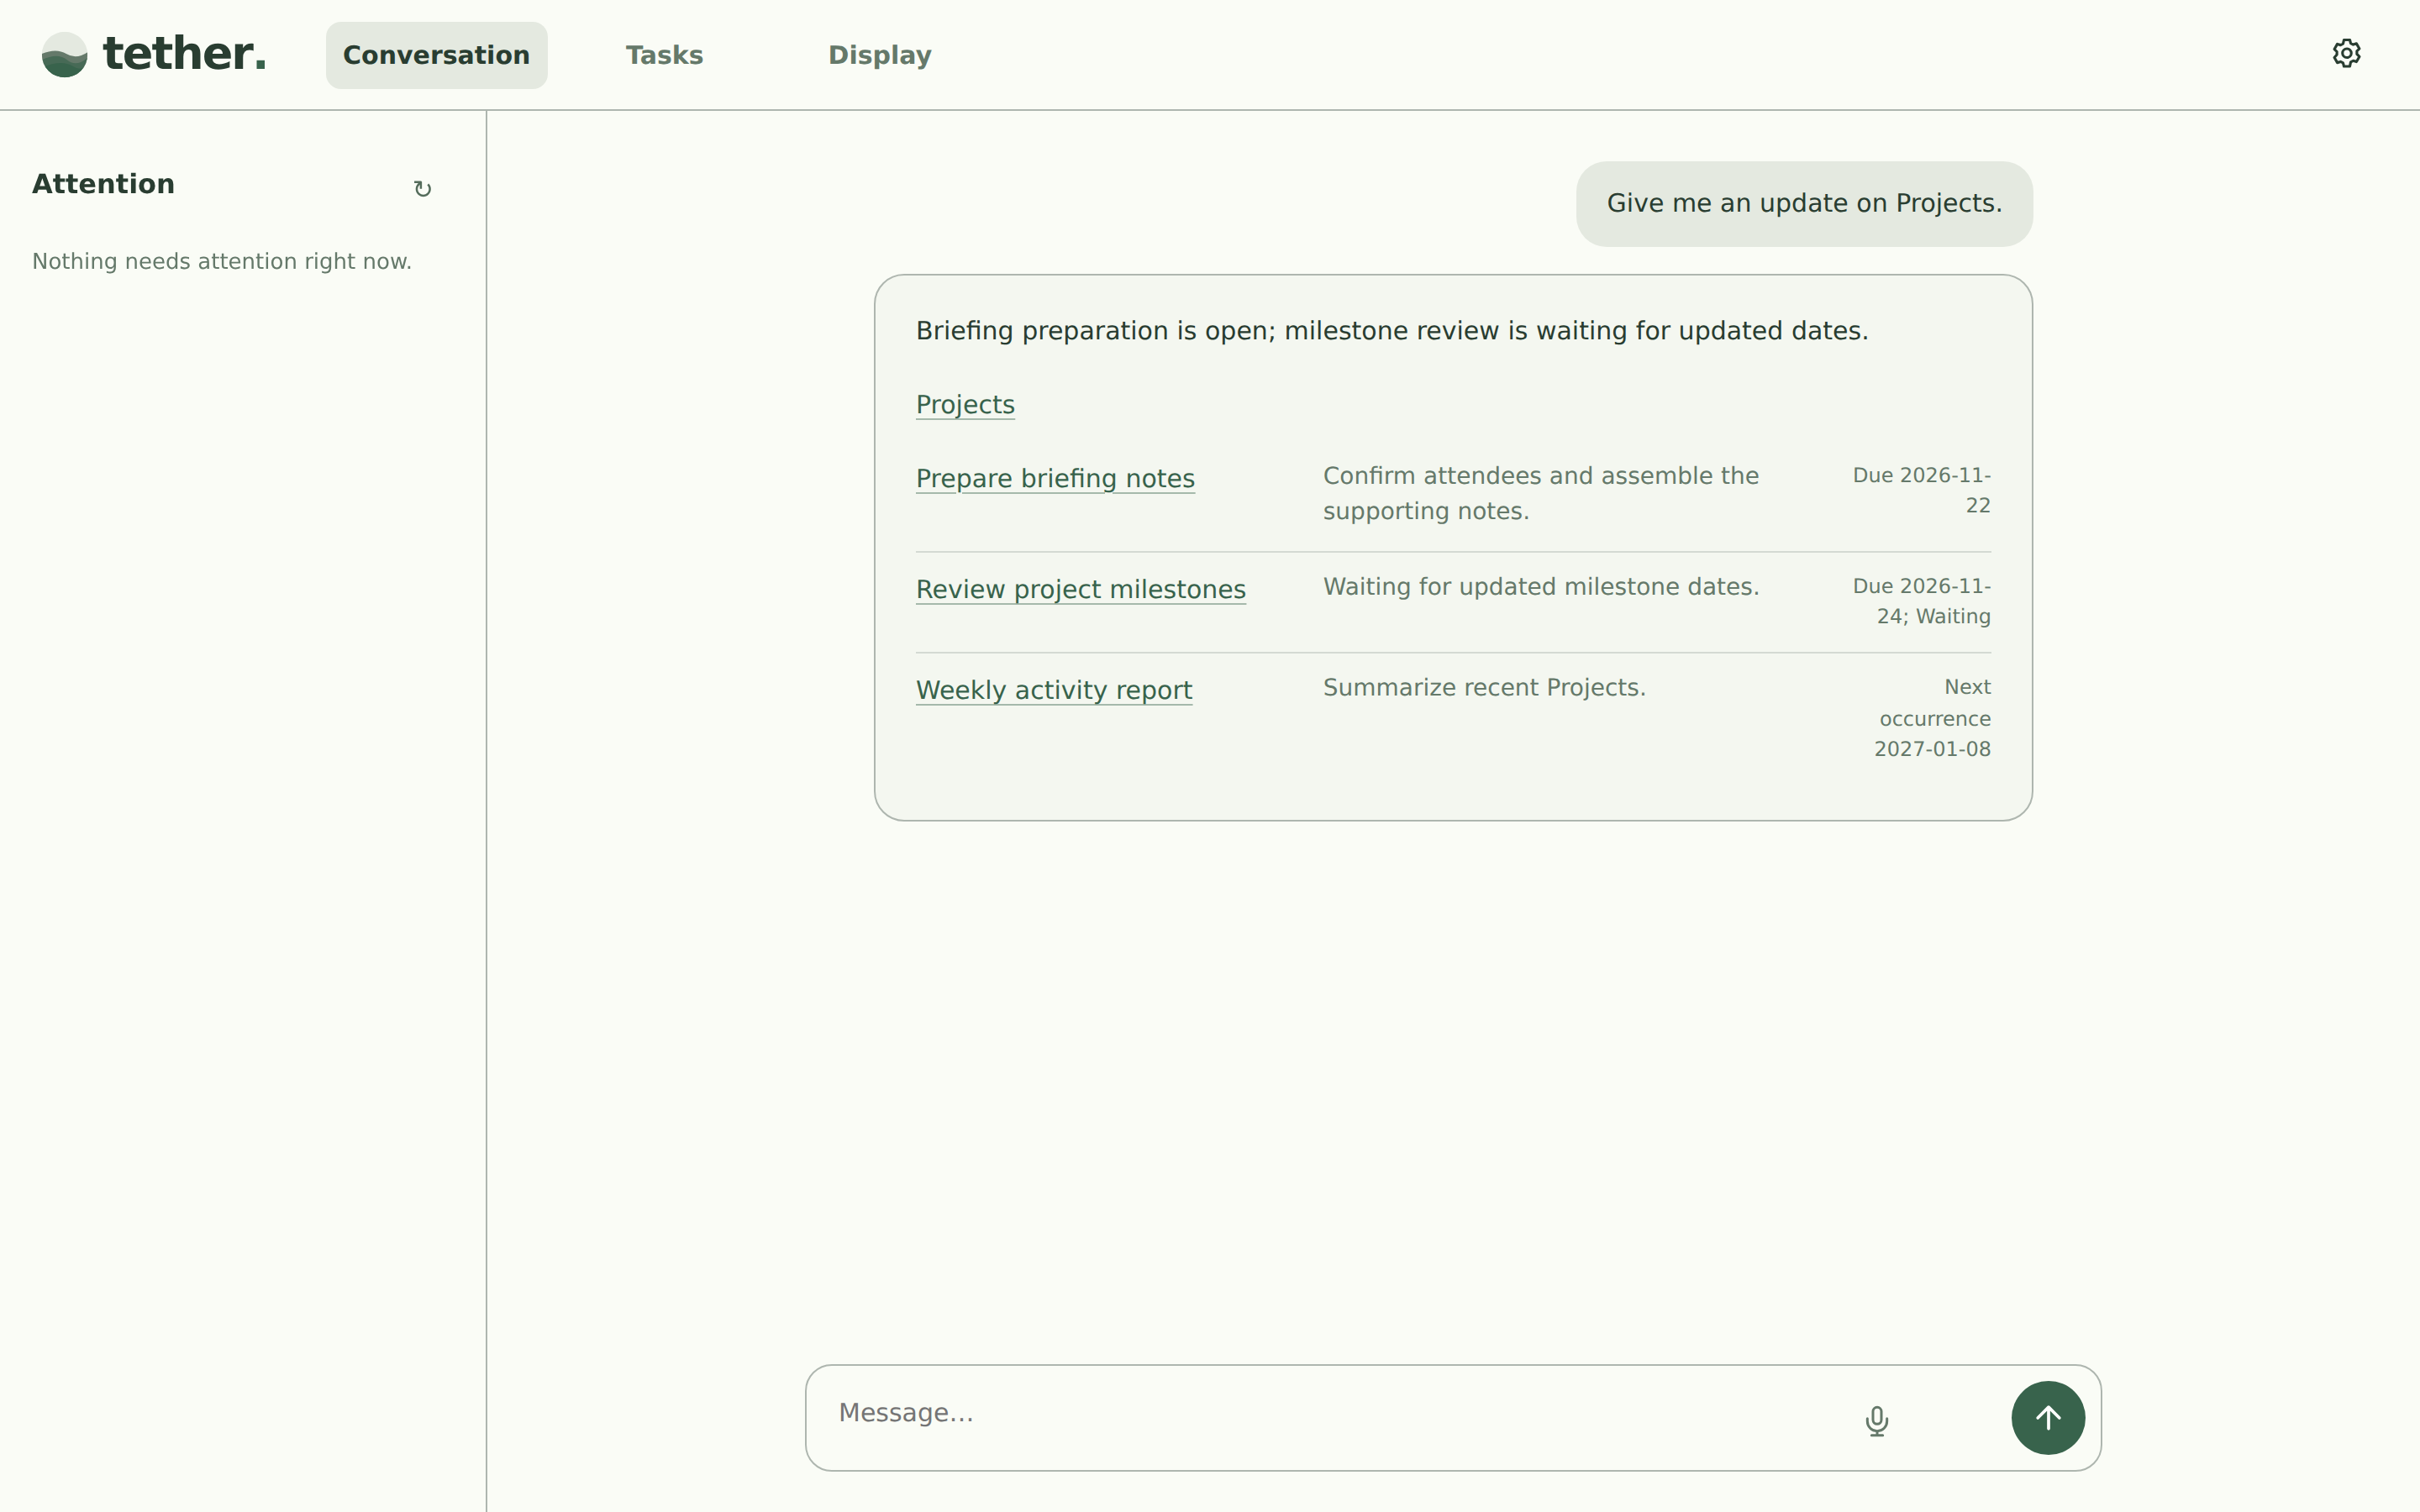 tether.
Conversation
Tasks
Display
Attention
↻
Nothing needs attention right now.
Give me an update on Projects.
Briefing preparation is open; milestone review is waiting for updated dates.
Projects
Prepare briefing notes
Confirm attendees and assemble the
supporting notes.
Due 2026-11-
22
Review project milestones
Waiting for updated milestone dates.
Due 2026-11-
24; Waiting
Weekly activity report
Summarize recent Projects.
Next
occurrence
2027-01-08
Message…